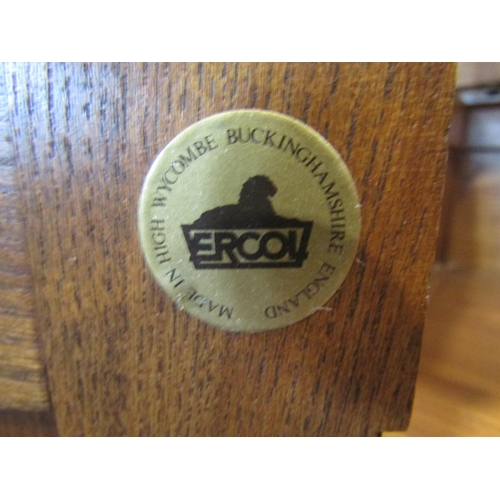 MADE IN HIGH WYCOMBE BUCKINGHAMSHIRE ENGLAND
ERCOL